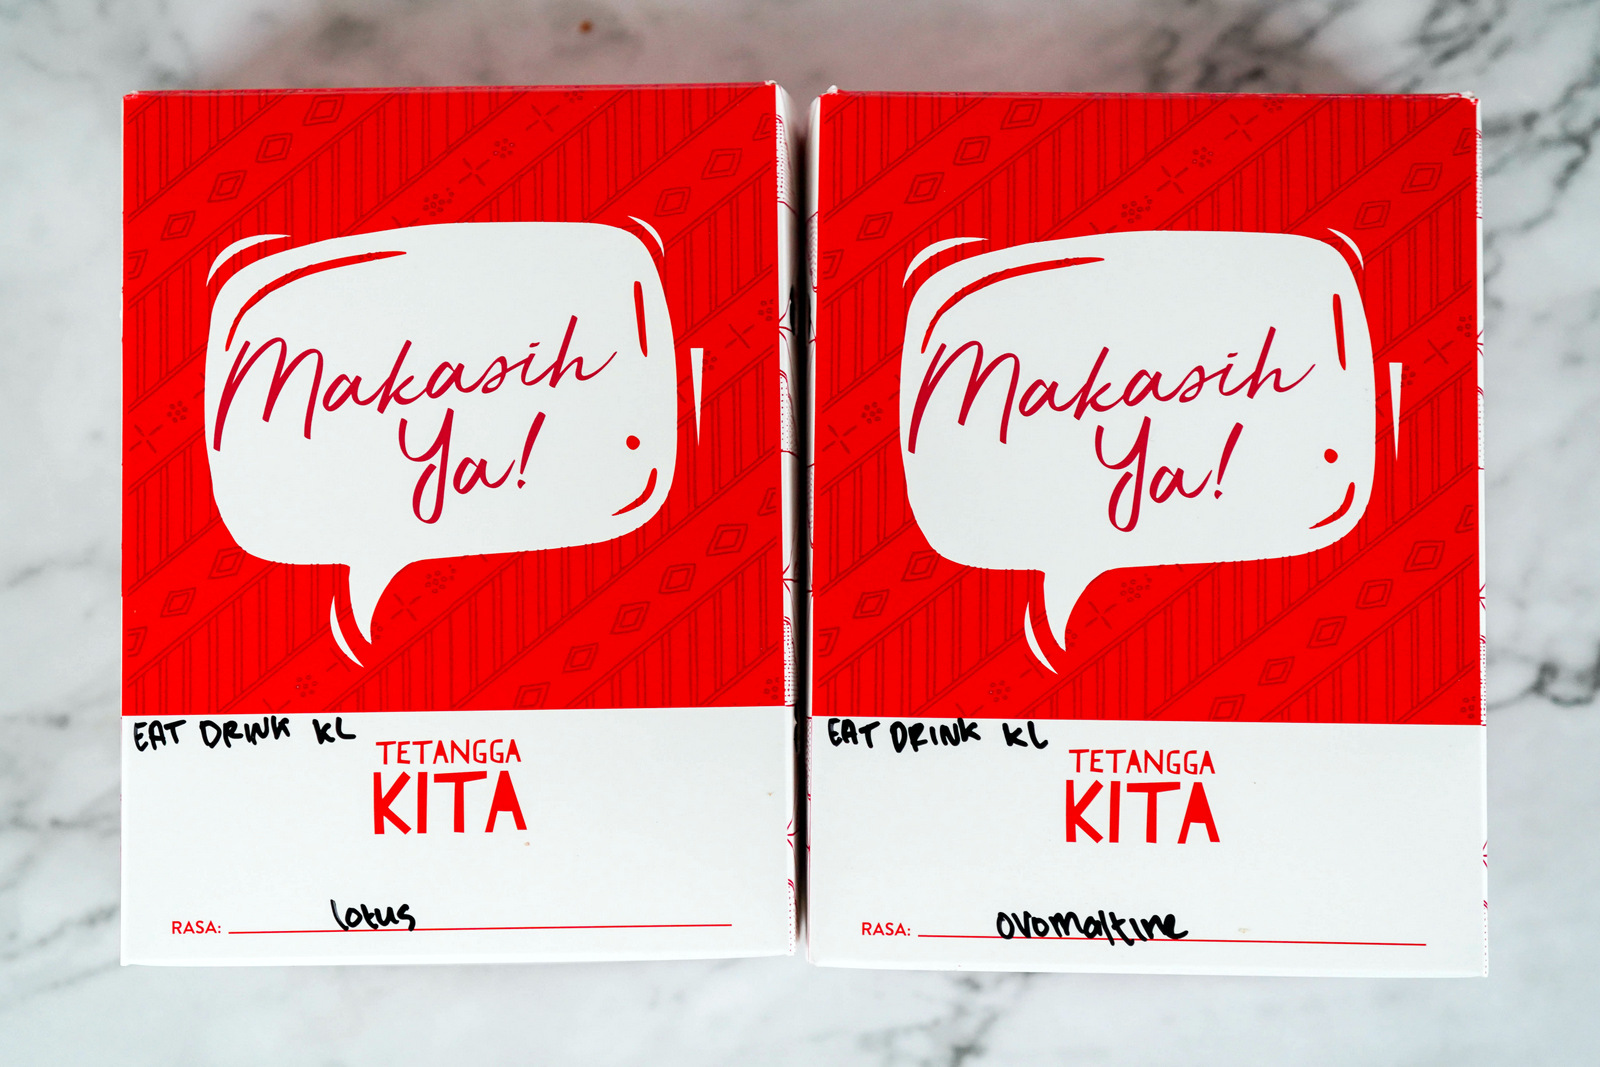 Makasih
Ya!
EAT DRINK KL
TETANGGA
KITA
RASA: lotus
Makasih
Ya!
EAT DRINK KL
TETANGGA
KITA
RASA: ovomaltine